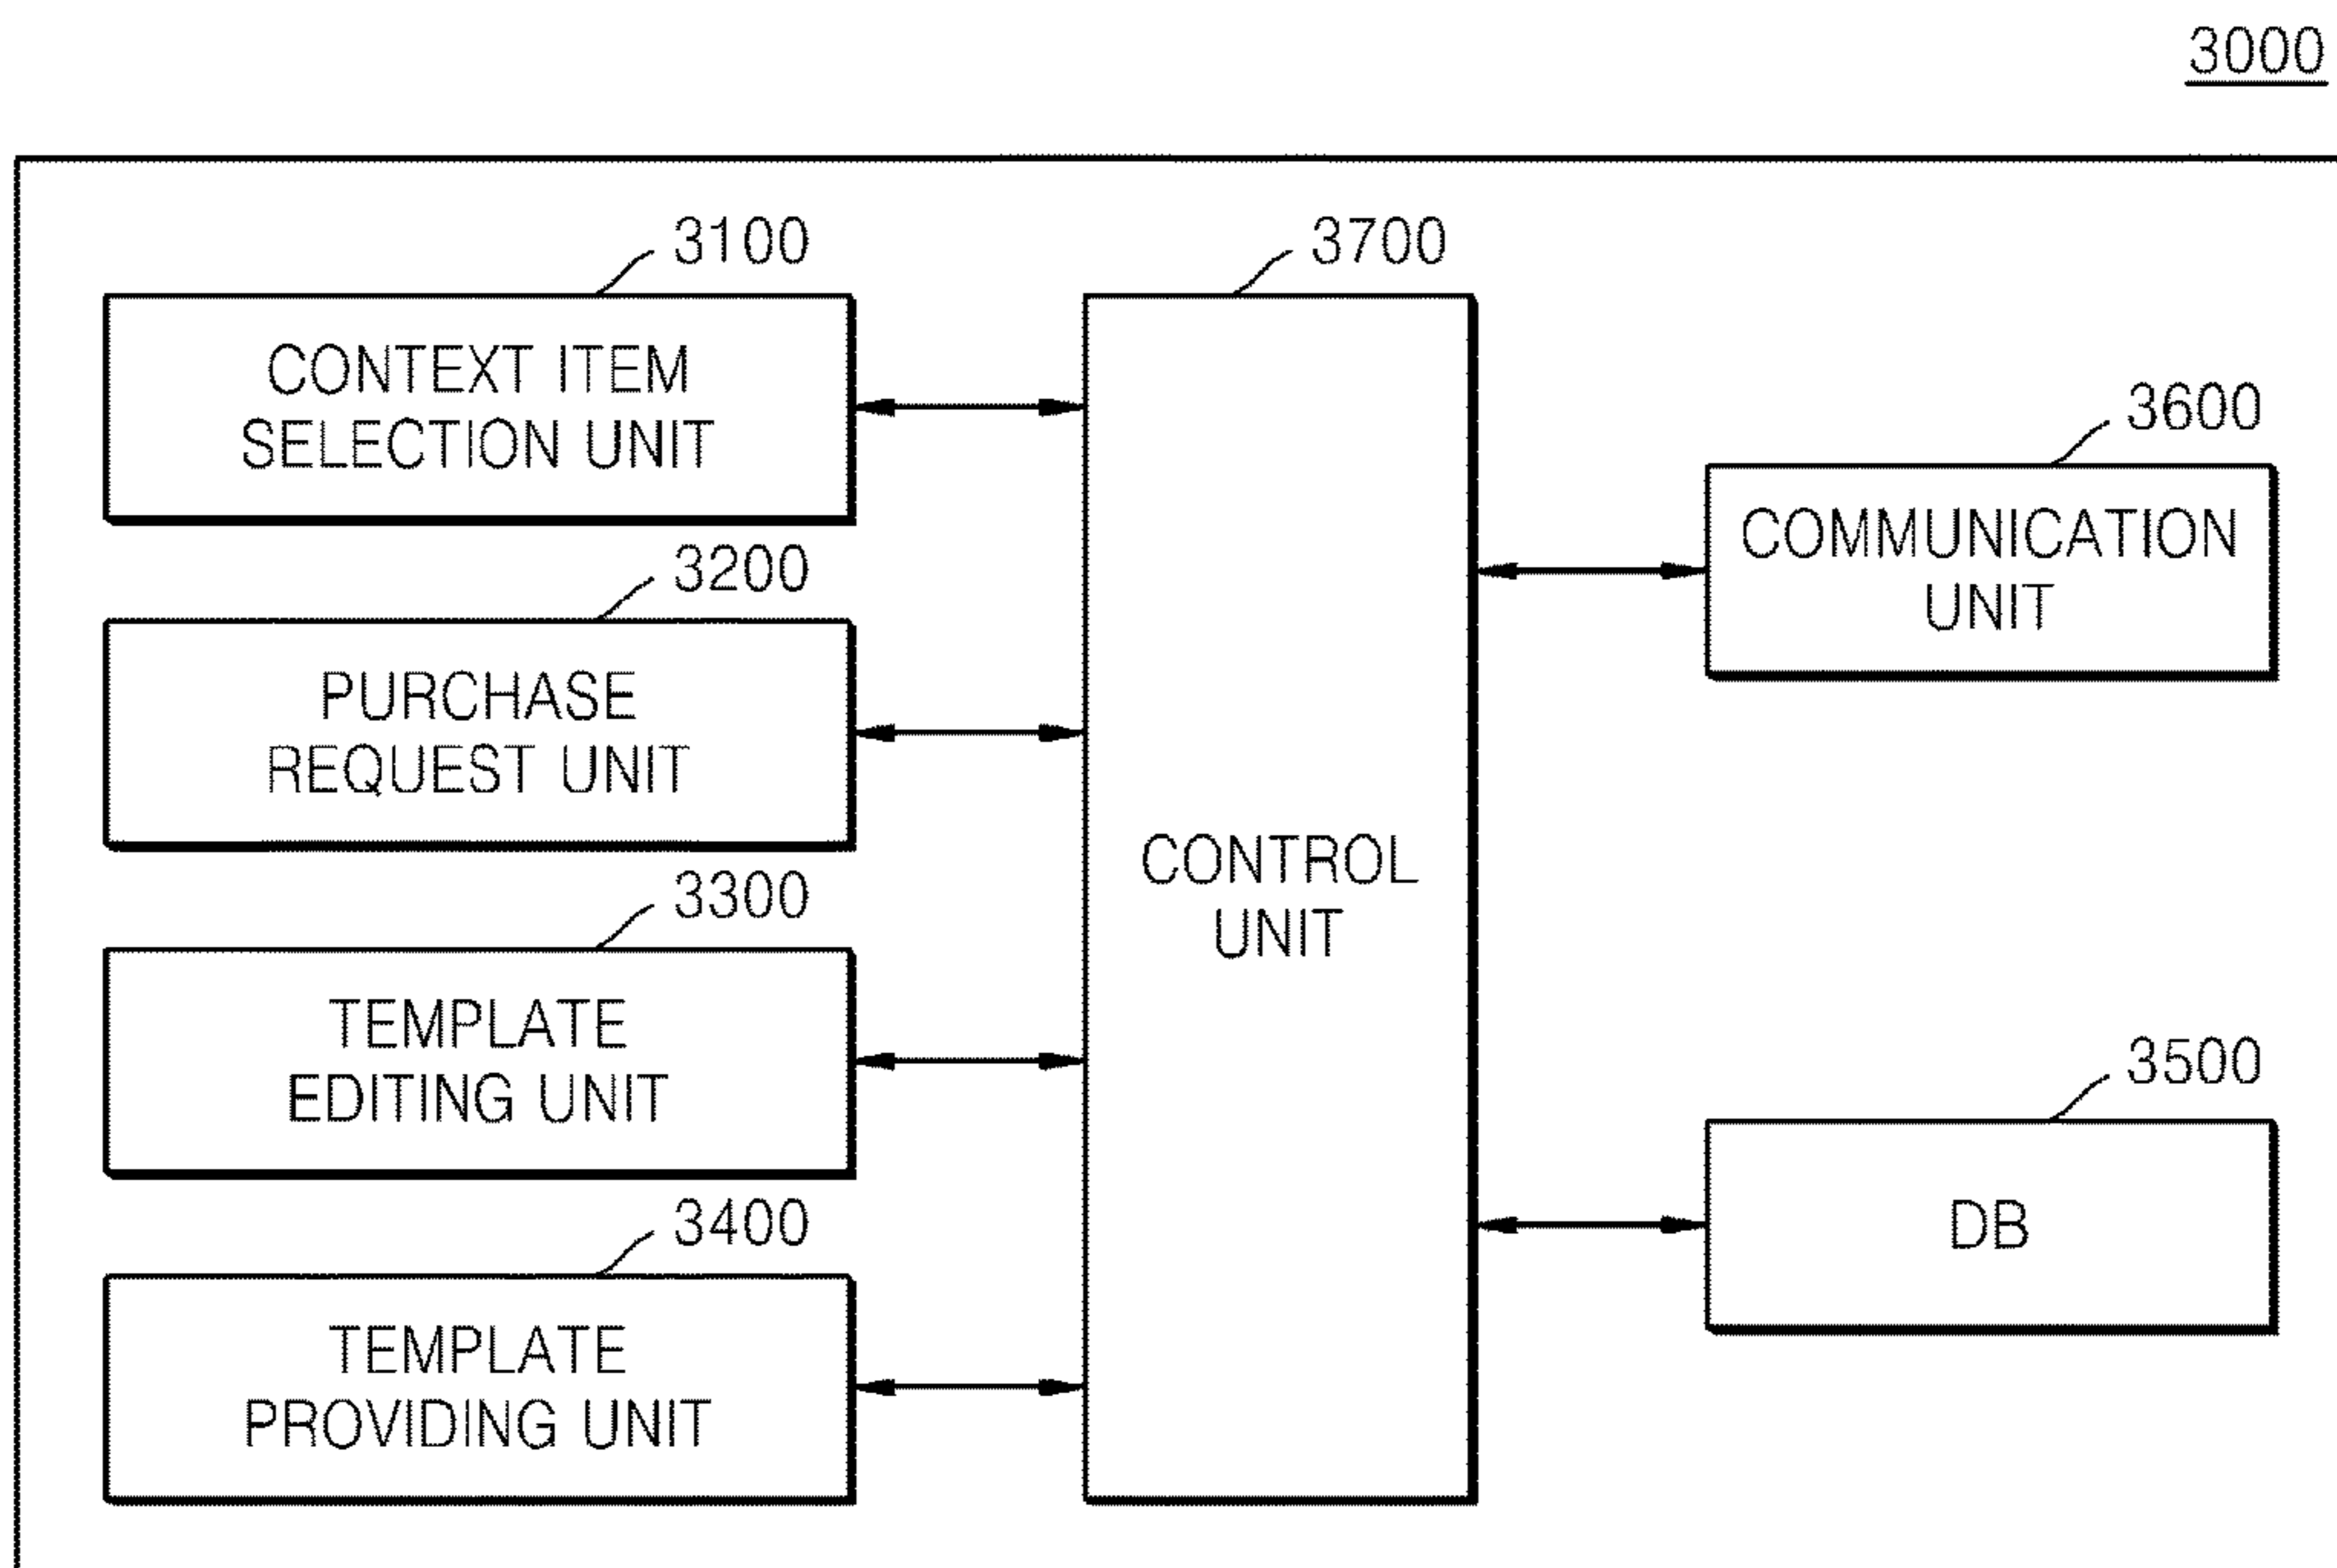 3000
3100
CONTEXT ITEM
SELECTION UNIT
3200
PURCHASE
REQUEST UNIT
3300
TEMPLATE
EDITING UNIT
3400
TEMPLATE
PROVIDING UNIT
3700
CONTROL
UNIT
3600
COMMUNICATION
UNIT
3500
DB